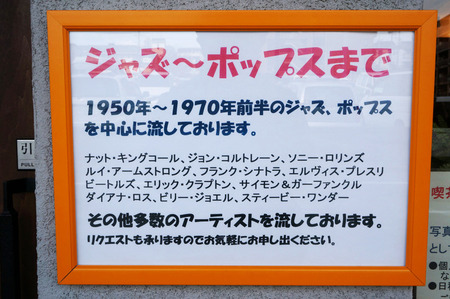 ジャズ～ポップスまで
1950年～1970年前半のジャズ、ポップス
を中心に流しております。
ナット・キングコール、ジョン・コルトレーン、ソニー・ロリンズ
ルイ・アームストロング、フランク・シナトラ、エルヴィス・プレスリ
ビートルズ、エリック・クラプトン、サイモン＆ガーファンクル
ダイアナ・ロス、ビリー・ジョエル、スティービー・ワンダー
その他多数のアーティストを流しております。
リクエストも承りますのでお気軽にお申し出ください。
引
PULL
喫
写真
とし
●個
な
●日